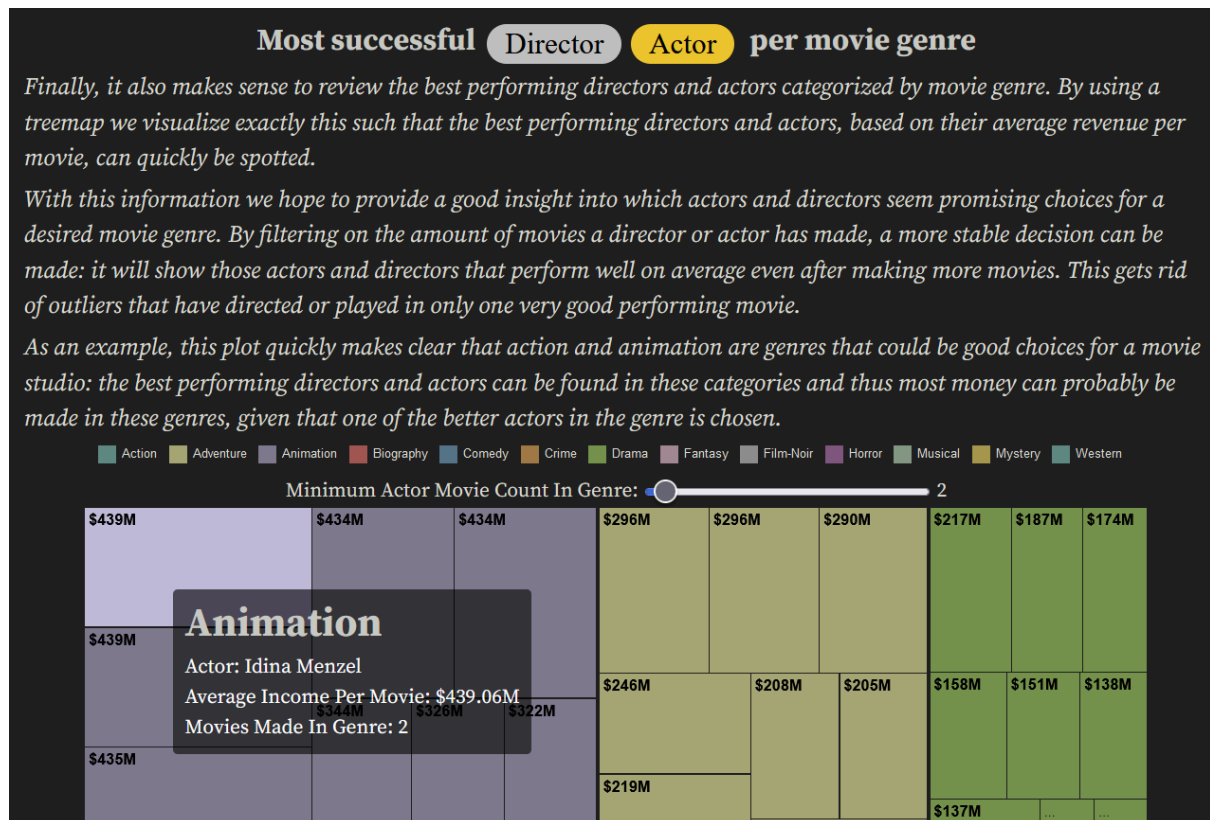 Most successful Director Actor per movie genre
Finally, it also makes sense to review the best performing directors and actors categorized by movie genre. By using a
treemap we visualize exactly this such that the best performing directors and actors, based on their average revenue per
movie, can quickly be spotted.
With this information we hope to provide a good insight into which actors and directors seem promising choices for a
desired movie genre. By filtering on the amount of movies a director or actor has made, a more stable decision can be
made: it will show those actors and directors that perform well on average even after making more movies. This gets rid
of outliers that have directed or played in only one very good performing movie.
As an example, this plot quickly makes clear that action and animation are genres that could be good choices for a movie
studio: the best performing directors and actors can be found in these categories and thus most money can probably be
made in these genres, given that one of the better actors in the genre is chosen.
Action Adventure Animation Biography Comedy Crime Drama Fantasy Film-Noir Horror Musical Mystery Western
Minimum Actor Movie Count In Genre: 2
$439M $434M $434M $296M $296M $290M $217M $187M $174M
Animation
$439M
Actor: Idina Menzel
$246M $208M $205M $158M $151M $138M
Average Income Per Movie: $439.06M
$344M $326M $322M
Movies Made In Genre: 2
$435M
$219M
$137M ... ...